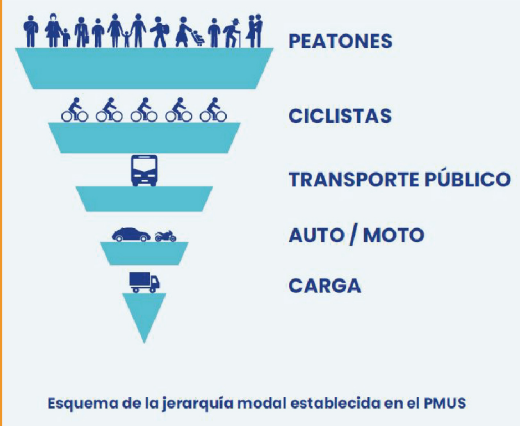 PEATONES
CICLISTAS
TRANSPORTE PÚBLICO
AUTO / MOTO
CARGA
Esquema de la jerarquía modal establecida en el PMUS